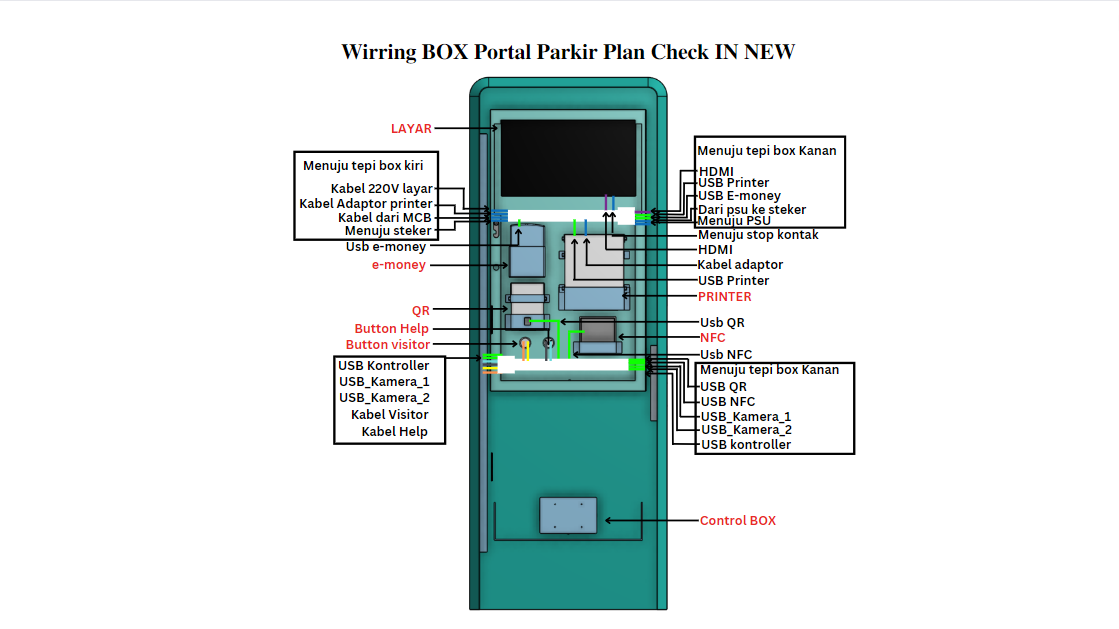 Wirring BOX Portal Parkir Plan Check IN NEW
LAYAR
Menuju tepi box kiri
Kabel 220V layar
Kabel Adaptor printer
Kabel dari MCB
Menuju steker
Usb e-money
e-money
QR
Button Help
Button visitor
USB Kontroller
USB_Kamera_1
USB_Kamera_2
Kabel Visitor
Kabel Help
Menuju tepi box Kanan
HDMI
USB Printer
USB E-money
Dari psu ke steker
Menuju PSU
Menuju stop kontak
HDMI
Kabel adaptor
USB Printer
PRINTER
Usb QR
NFC
Usb NFC
Menuju tepi box Kanan
USB QR
USB NFC
USB_Kamera_1
USB_Kamera_2
USB kontroller
Control BOX